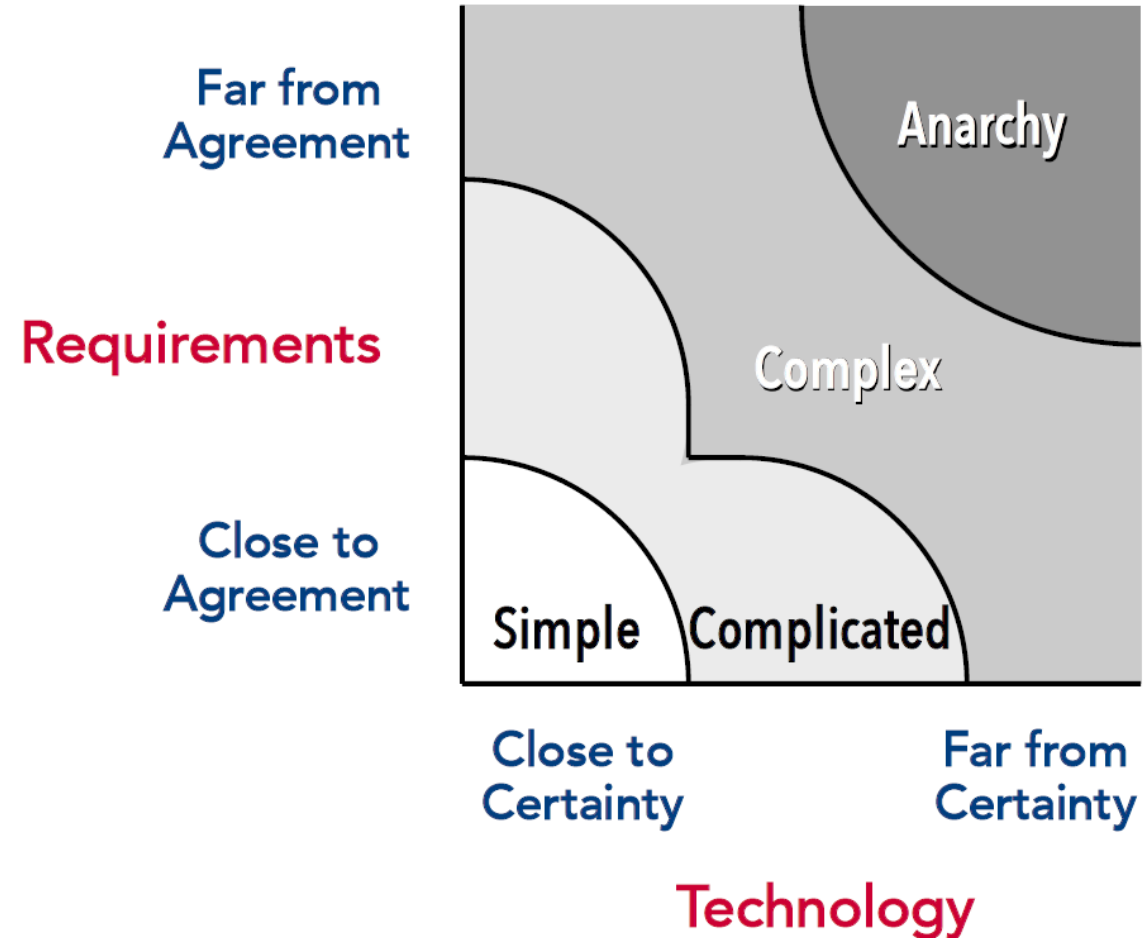 Far from
Agreement
Anarchy
Requirements
Complex
Close to
Agreement
Simple
Complicated
Close to
Certainty
Far from
Certainty
Technology